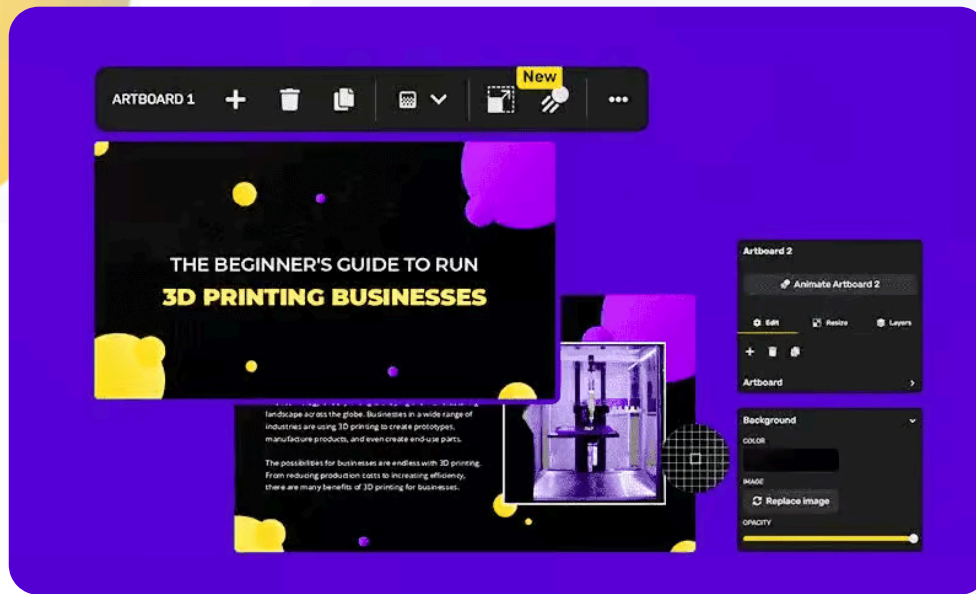 New
ARTBOARD 1
THE BEGINNER'S GUIDE TO RUN
3D PRINTING BUSINESSES
landscape across the globe. Businesses in a wide range of
industries are using 3D printing to create prototypes,
manufacture products, and even create end-use parts.
The possibilities for businesses are endless with 3D printing.
From reducing production costs to increasing efficiency,
there are many benefits of 3D printing for businesses.
Artboard 2
Animate Artboard 2
Edit
Resize
Layers
Artboard
Background
COLOR
IMAGE
Replace image
OPACITY